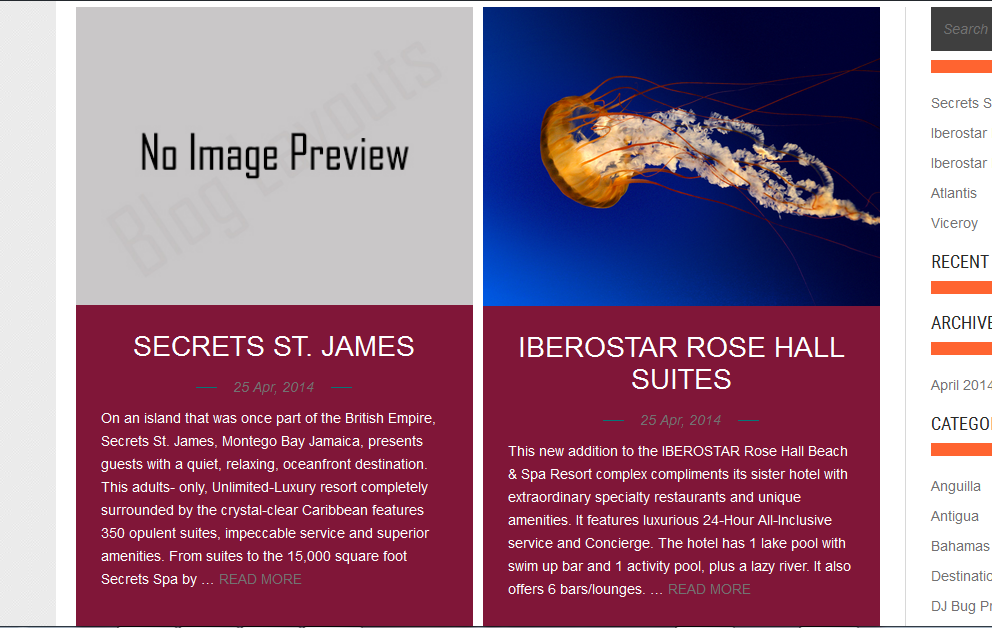 Blog Layouts
No Image Preview
SECRETS ST. JAMES
25 Apr, 2014
On an island that was once part of the British Empire,
Secrets St. James, Montego Bay Jamaica, presents
guests with a quiet, relaxing, oceanfront destination.
This adults- only, Unlimited-Luxury resort completely
surrounded by the crystal-clear Caribbean features
350 opulent suites, impeccable service and superior
amenities. From suites to the 15,000 square foot
Secrets Spa by … READ MORE
IBEROSTAR ROSE HALL
SUITES
25 Apr, 2014
This new addition to the IBEROSTAR Rose Hall Beach
& Spa Resort complex compliments its sister hotel with
extraordinary specialty restaurants and unique
amenities. It features luxurious 24-Hour All-Inclusive
service and Concierge. The hotel has 1 lake pool with
swim up bar and 1 activity pool, plus a lazy river. It also
offers 6 bars/lounges. … READ MORE
Search
Secrets S
Iberostar
Iberostar
Atlantis
Viceroy
RECENT
ARCHIVE
April 2014
CATEGO
Anguilla
Antigua
Bahamas
Destinatio
DJ Bug Pr